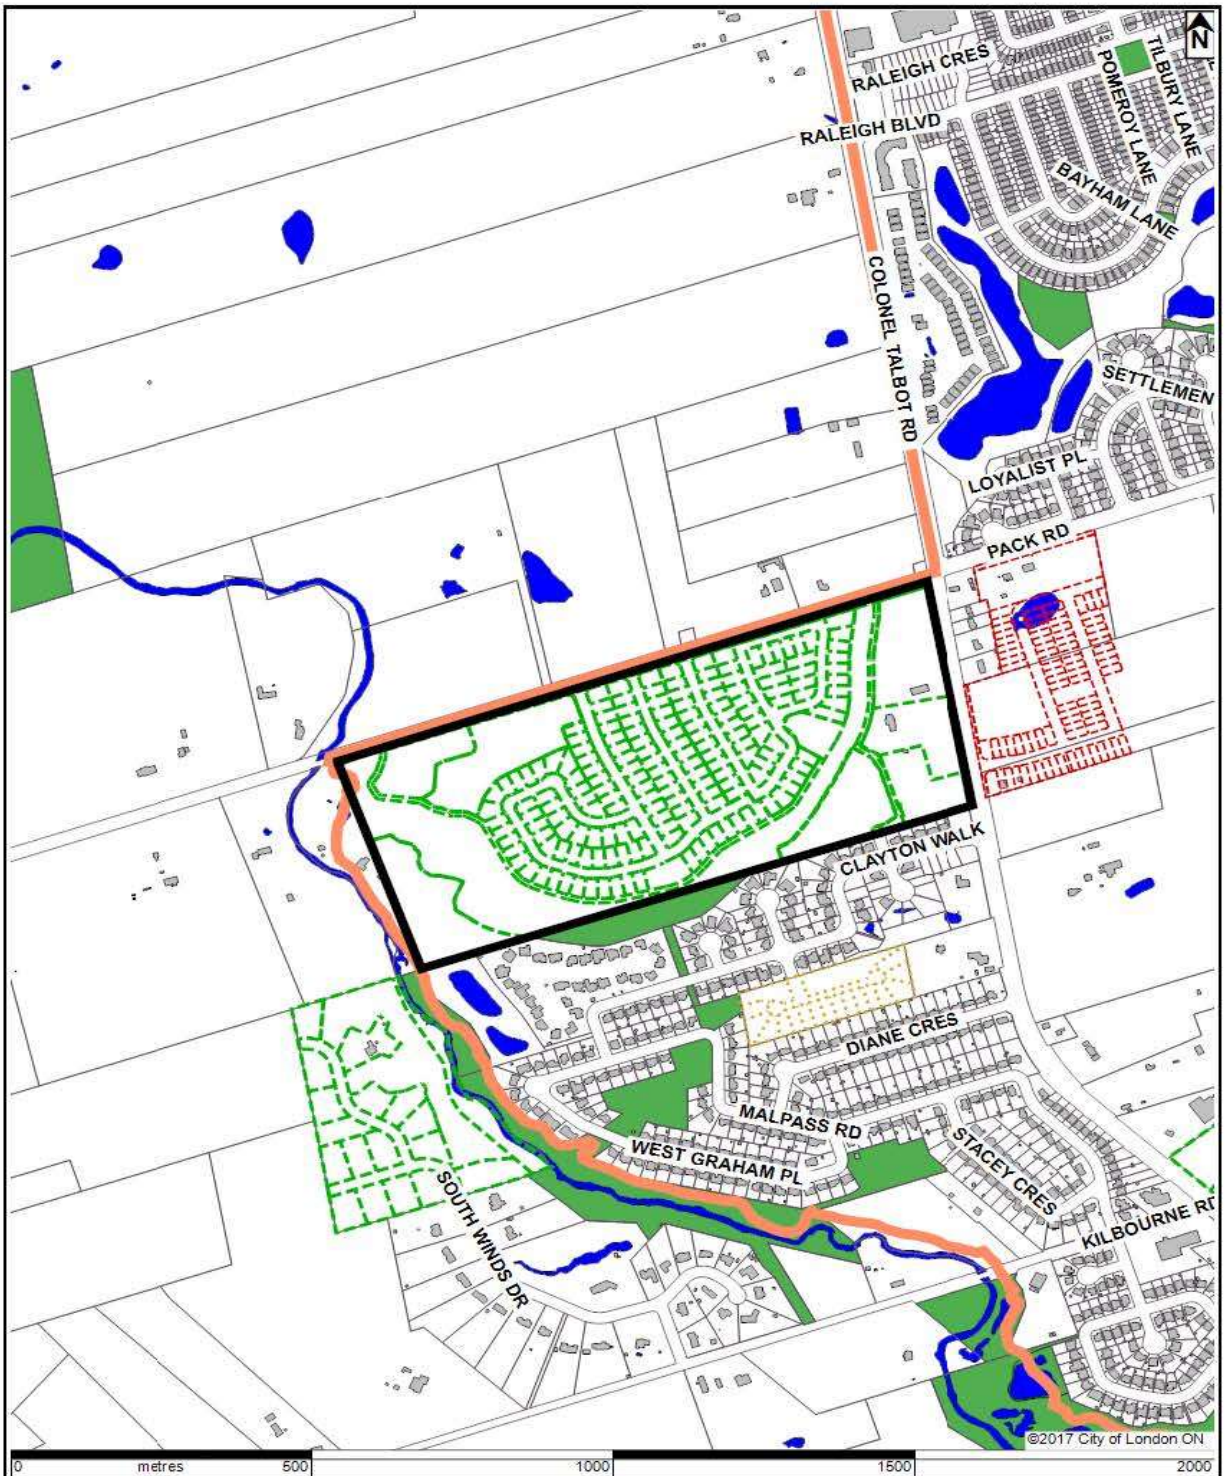 N
TILBURY LANE
POMEROY LANE
RALEIGH CRES
RALEIGH BLVD
BAYHAM LANE
COLONEL TALBOT RD
SETTLEMEN
LOYALIST PL
PACK RD
CLAYTON WALK
DIANE CRES
MALPASS RD
WEST GRAHAM PL
STACEY CRES
SOUTH WINDS DR
KILBOURNE RD
©2017 City of London ON
0 metres 500 1000 1500 2000